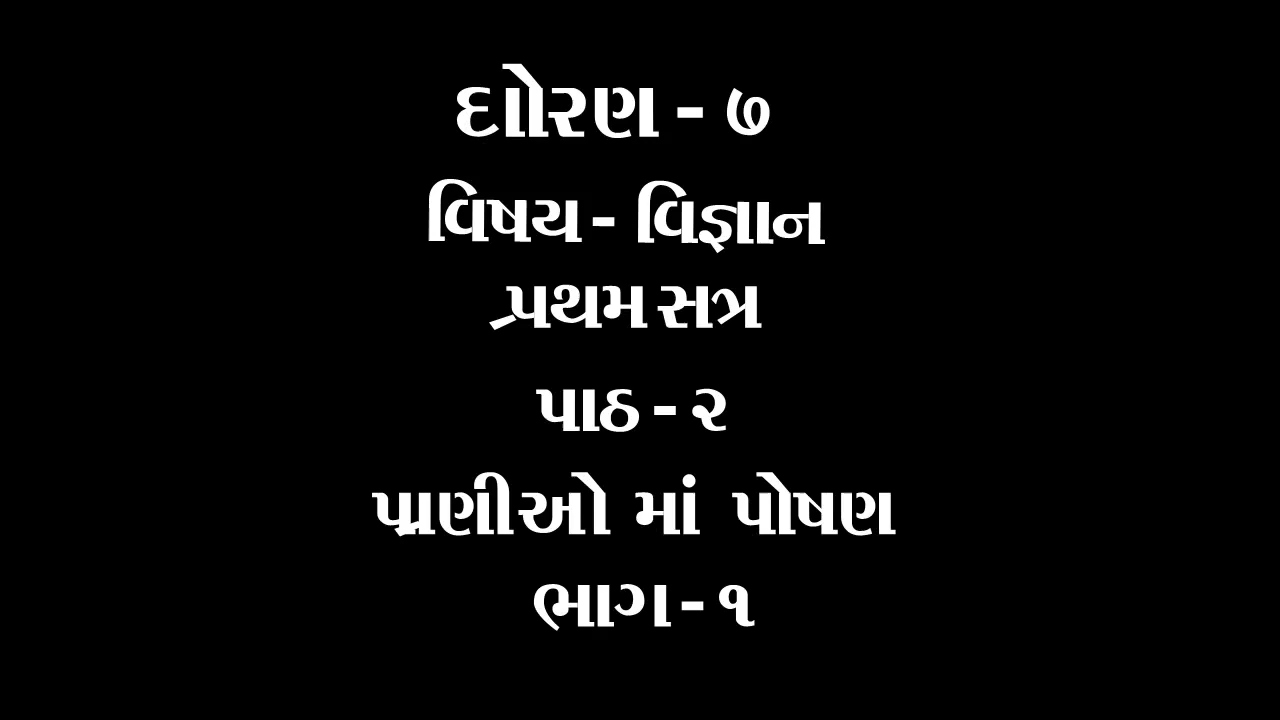 ધોરણ - ૭
વિષય - વિજ્ઞાન
પ્રથમ સત્ર
પાઠ - ૨
પ્રાણીઓ માં પોષણ
ભાગ - ૧